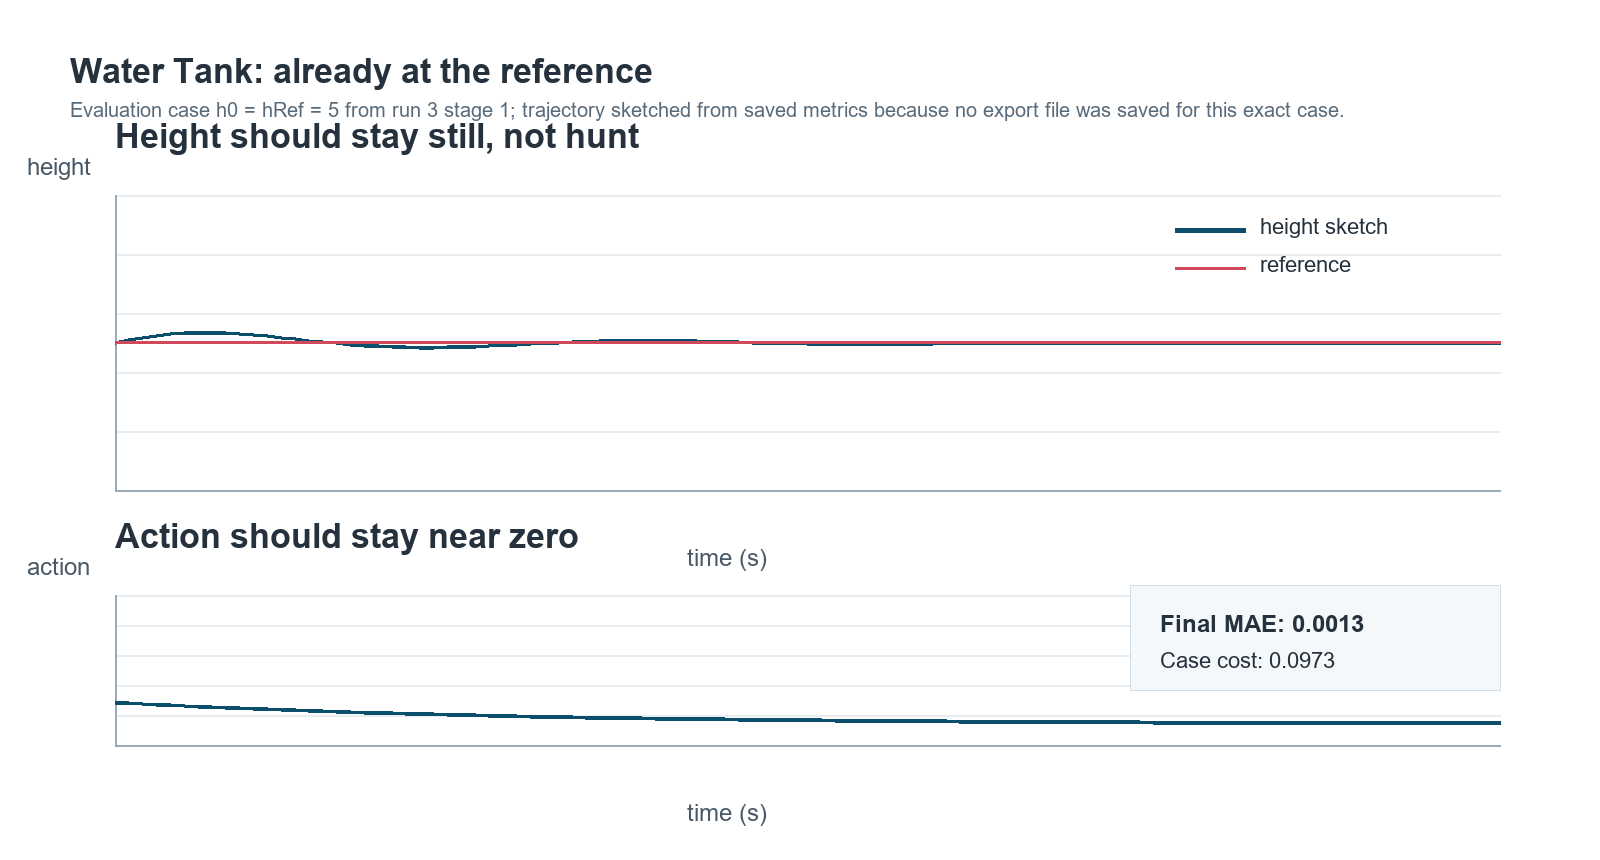 Water Tank: already at the reference
Evaluation case h0 = hRef = 5 from run 3 stage 1; trajectory sketched from saved metrics because no export file was saved for this exact case.
Height should stay still, not hunt
height
height sketch
reference
time (s)
Action should stay near zero
action
Final MAE: 0.0013
Case cost: 0.0973
time (s)